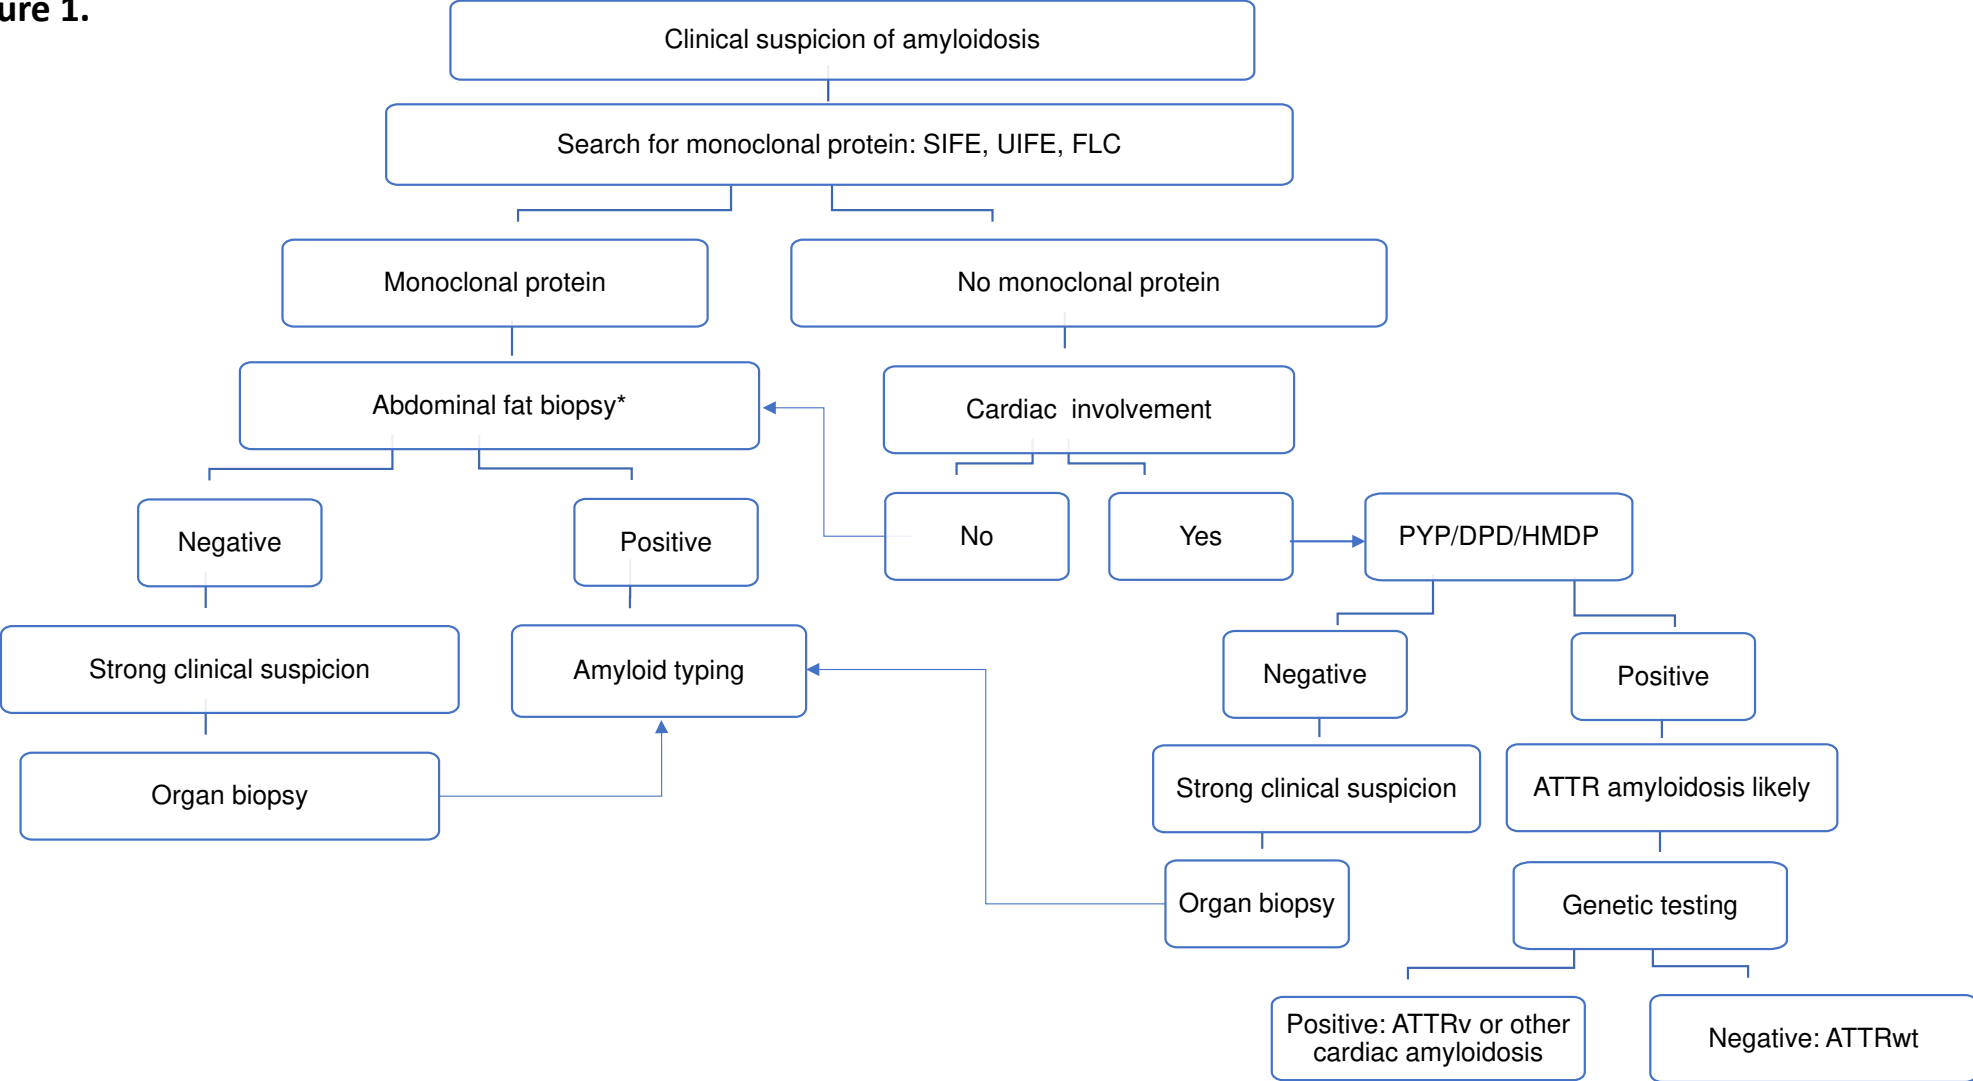 ure 1.
Clinical suspicion of amyloidosis
Search for monoclonal protein: SIFE, UIFE, FLC
Monoclonal protein
No monoclonal protein
Abdominal fat biopsy*
Cardiac involvement
Negative
Positive
No
Yes
PYP/DPD/HMDP
Strong clinical suspicion
Amyloid typing
Negative
Positive
Organ biopsy
Strong clinical suspicion
ATTR amyloidosis likely
Organ biopsy
Genetic testing
Positive: ATTRv or other
cardiac amyloidosis
Negative: ATTRwt